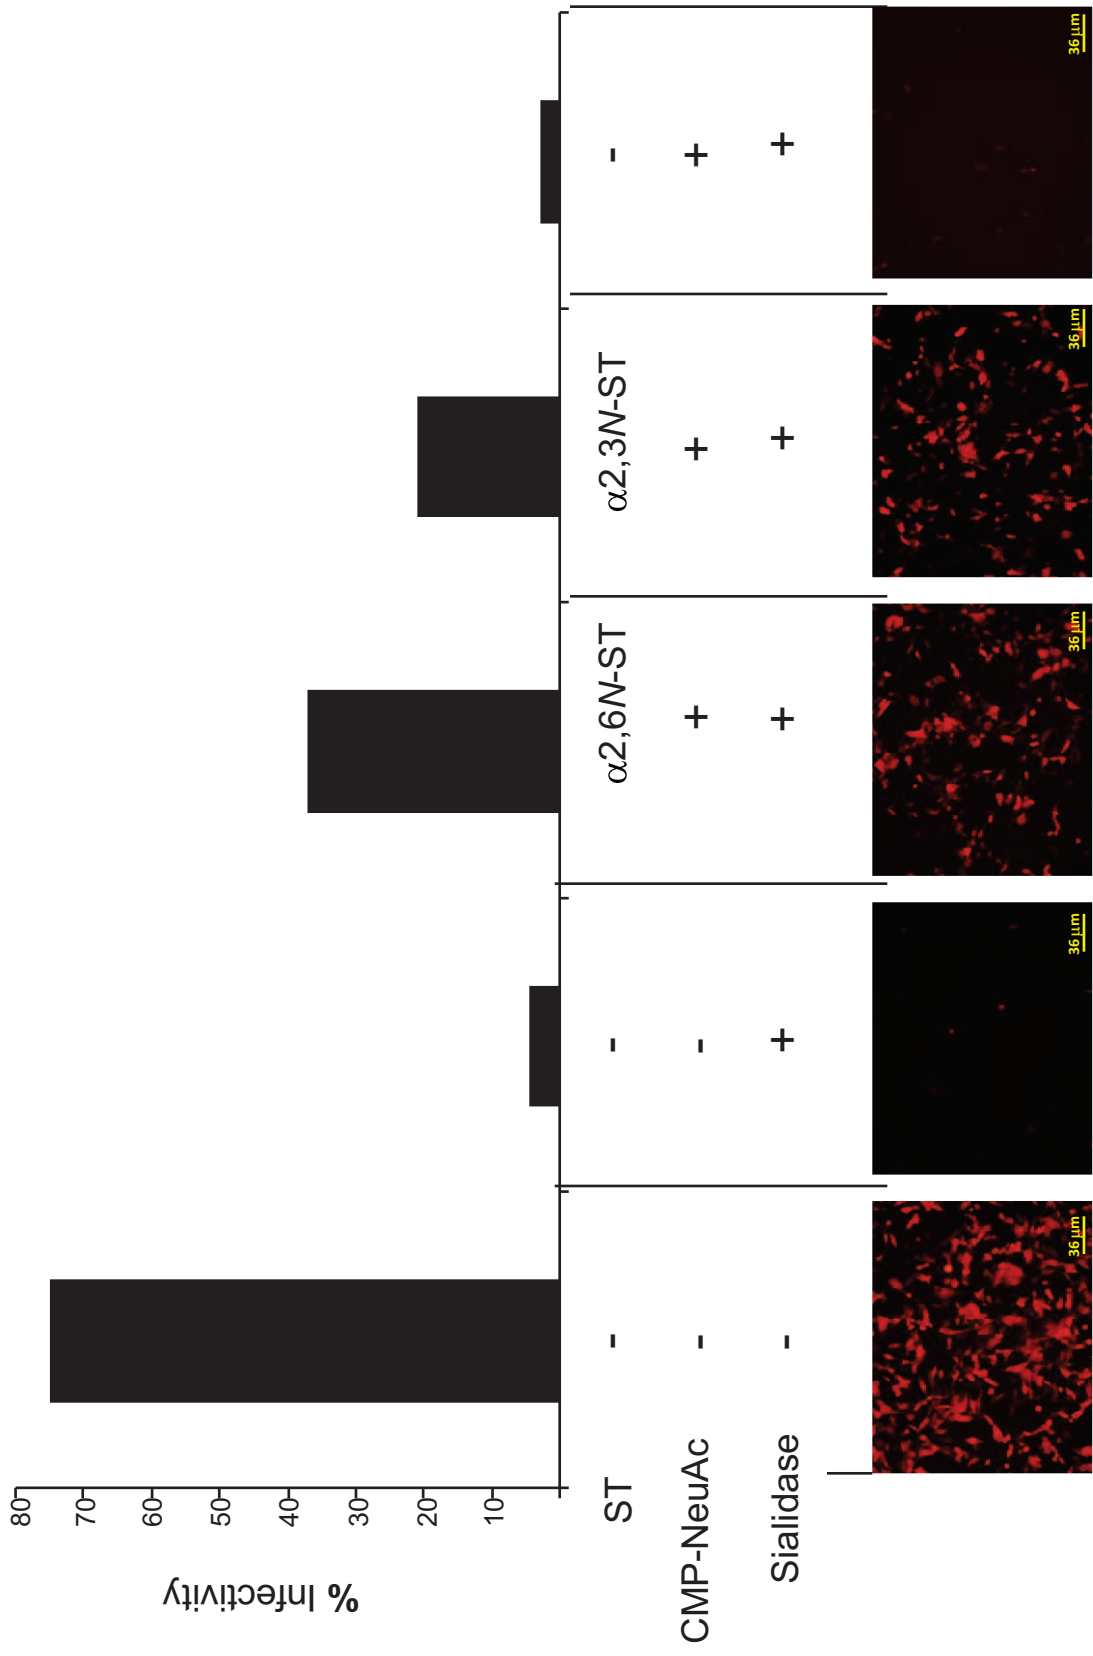 % Infectivity
80
70
60
50
40
30
20
10
ST - - α2,6N-ST α2,3N-ST -
CMP-NeuAc - - + + +
Sialidase - + + + +
36 µm 36 µm 36 µm 36 µm 36 µm